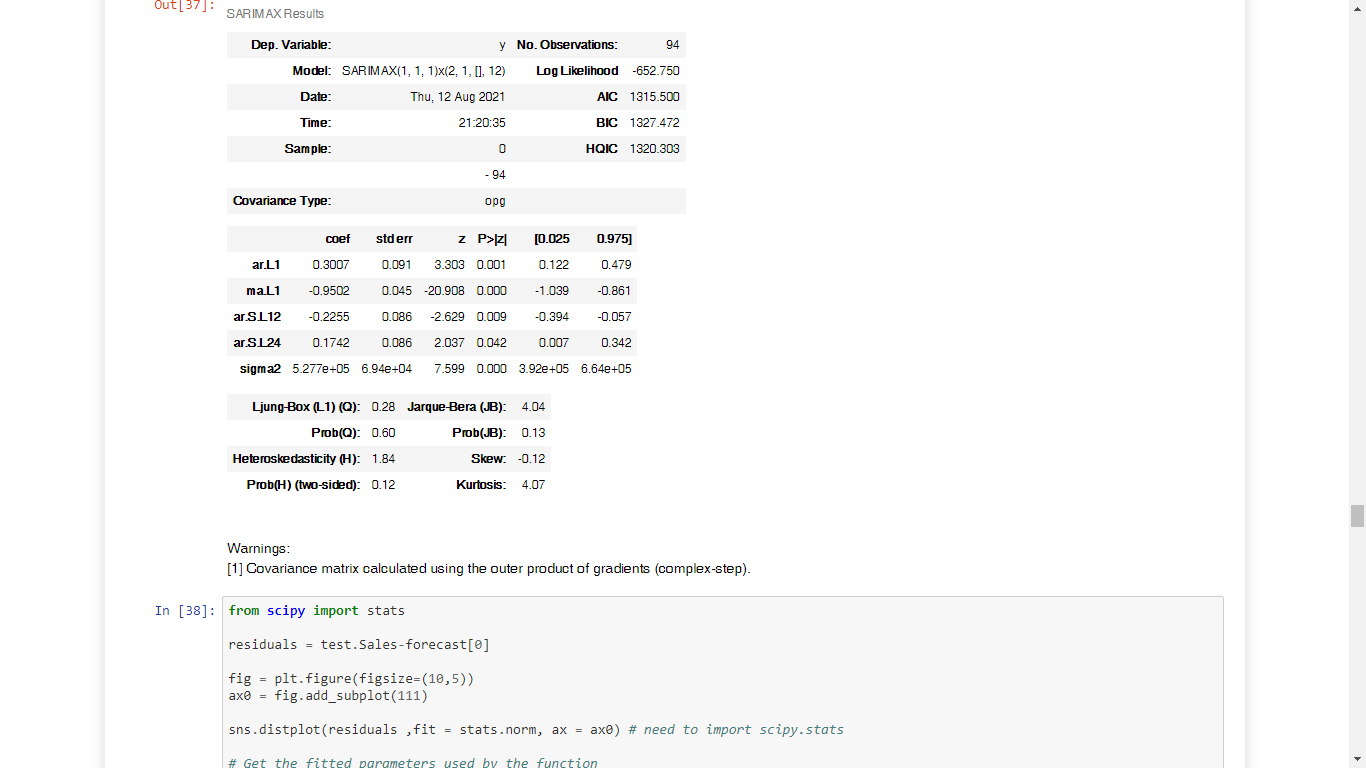 Out[37]:
SARIMAX Results
Dep. Variable: y No. Observations: 94
Model: SARIMAX(1, 1, 1)x(2, 1, [], 12) Log Likelihood -652.750
Date: Thu, 12 Aug 2021 AIC 1315.500
Time: 21:20:35 BIC 1327.472
Sample: 0 HQIC 1320.303
- 94
Covariance Type: opg
coef std err z P>|z| [0.025 0.975]
ar.L1 0.3007 0.091 3.303 0.001 0.122 0.479
ma.L1 -0.9502 0.045 -20.908 0.000 -1.039 -0.861
ar.S.L12 -0.2255 0.086 -2.629 0.009 -0.394 -0.057
ar.S.L24 0.1742 0.086 2.037 0.042 0.007 0.342
sigma2 5.277e+05 6.94e+04 7.599 0.000 3.92e+05 6.64e+05
Ljung-Box (L1) (Q): 0.28 Jarque-Bera (JB): 4.04
Prob(Q): 0.60 Prob(JB): 0.13
Heteroskedasticity (H): 1.84 Skew: -0.12
Prob(H) (two-sided): 0.12 Kurtosis: 4.07
Warnings:
[1] Covariance matrix calculated using the outer product of gradients (complex-step).
In [38]: from scipy import stats
residuals = test.Sales-forecast[0]
fig = plt.figure(figsize=(10,5))
ax0 = fig.add_subplot(111)
sns.distplot(residuals ,fit = stats.norm, ax = ax0) # need to import scipy.stats
# Get the fitted parameters used by the function